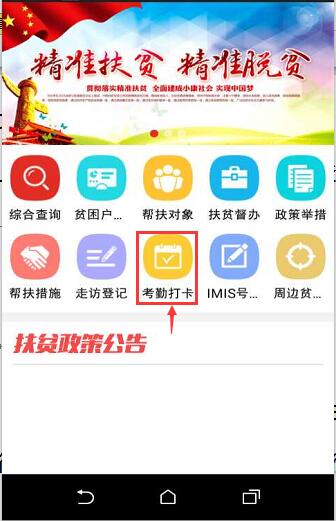 精准扶贫 精准脱贫
贯彻落实精准扶贫 全面建成小康社会 实现中国梦
综合查询 贫困户... 帮扶对象 扶贫督办 政策举措
帮扶措施 走访登记 考勤打卡 IMIS号... 周边贫...
扶贫政策公告